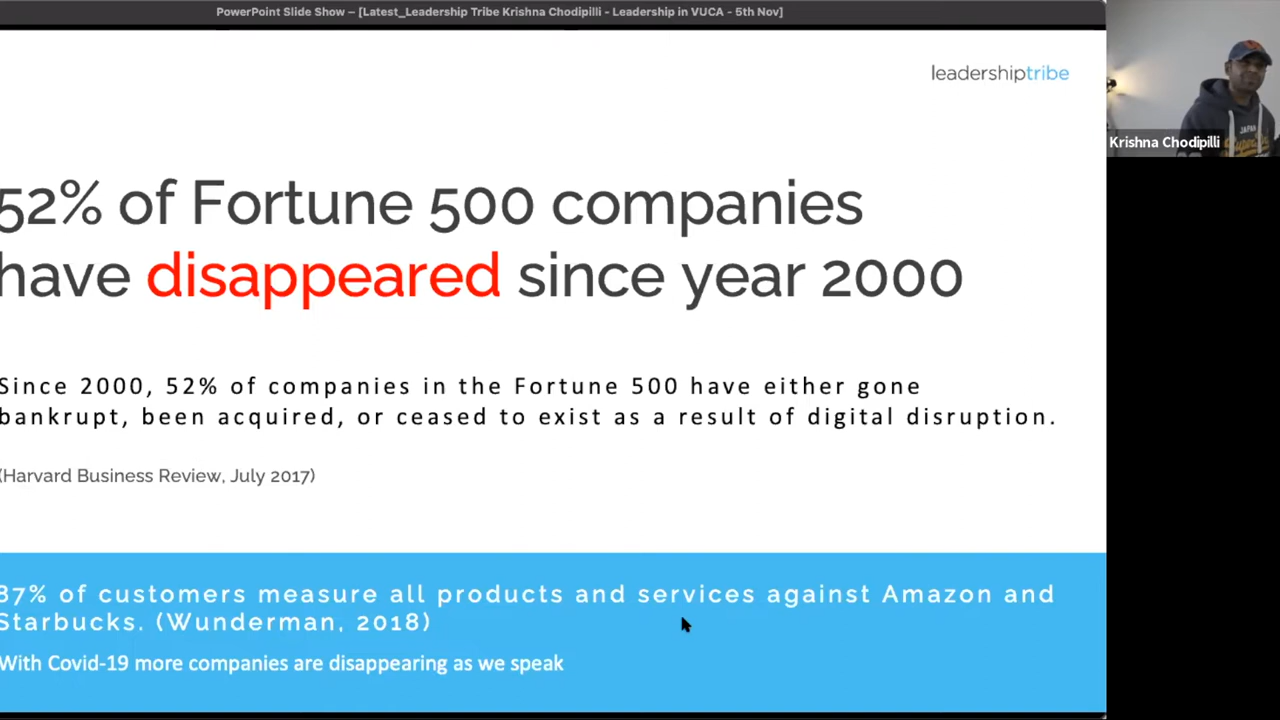 PowerPoint Slide Show – [Latest_Leadership Tribe Krishna Chodipilli - Leadership in VUCA - 5th Nov]
leadershiptribe
52% of Fortune 500 companies
have disappeared since year 2000
Since 2000, 52% of companies in the Fortune 500 have either gone
bankrupt, been acquired, or ceased to exist as a result of digital disruption.
(Harvard Business Review, July 2017)
87% of customers measure all products and services against Amazon and
Starbucks. (Wunderman, 2018)
With Covid-19 more companies are disappearing as we speak
Krishna Chodipilli
JAPAN